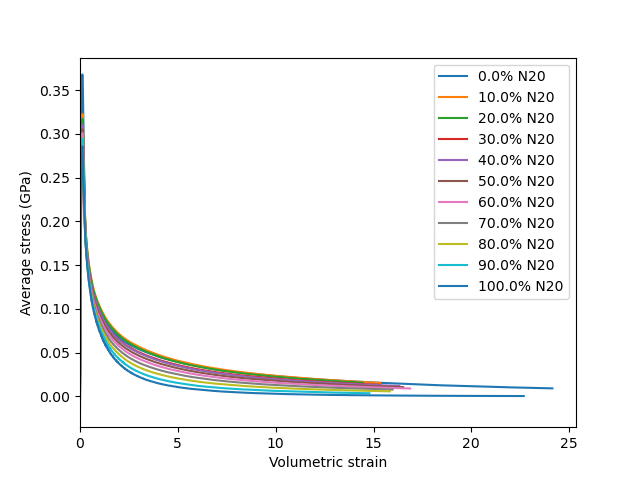 0.35
0.30
0.25
0.20
0.15
0.10
0.05
0.00
Average stress (GPa)
0
5
10
15
20
25
Volumetric strain
0.0% N20
10.0% N20
20.0% N20
30.0% N20
40.0% N20
50.0% N20
60.0% N20
70.0% N20
80.0% N20
90.0% N20
100.0% N20